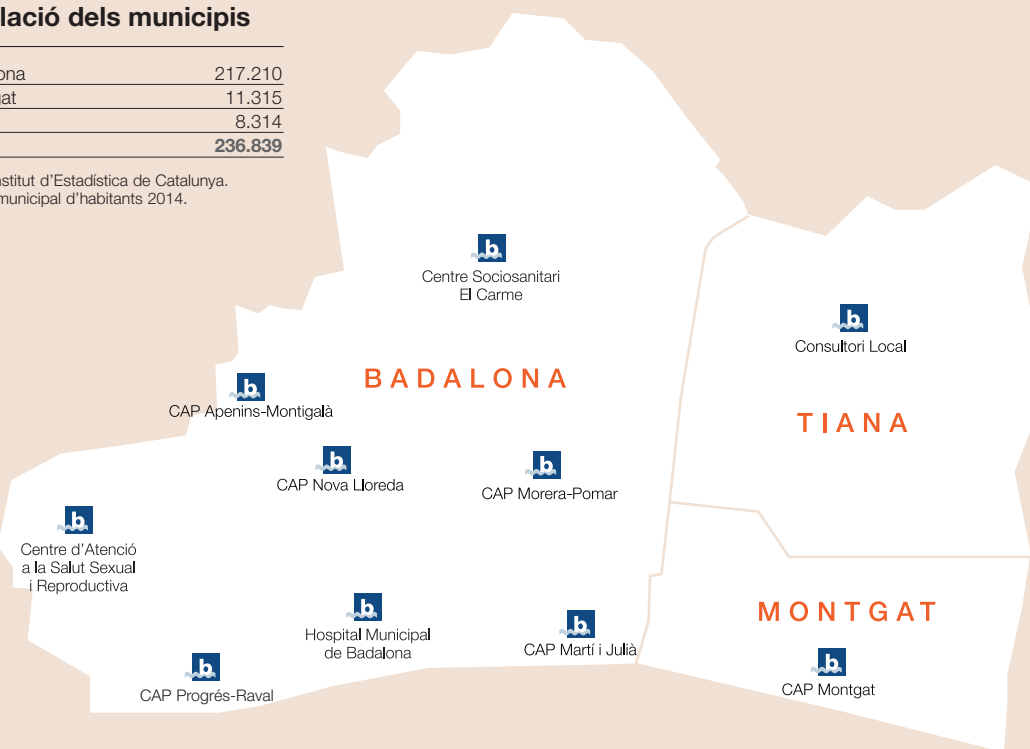 lació dels municipis
ona 217.210
gat 11.315
8.314
236.839
nstitut d'Estadística de Catalunya.
municipal d'habitants 2014.
b
Centre Sociosanitari
El Carme
b
Consultori Local
BADALONA
b
CAP Apenins-Montigalà
TIANA
b
CAP Nova Lloreda
b
CAP Morera-Pomar
b
Centre d'Atenció
a la Salut Sexual
i Reproductiva
b
Hospital Municipal
de Badalona
b
CAP Martí i Julià
MONTGAT
b
CAP Progrés-Raval
b
CAP Montgat